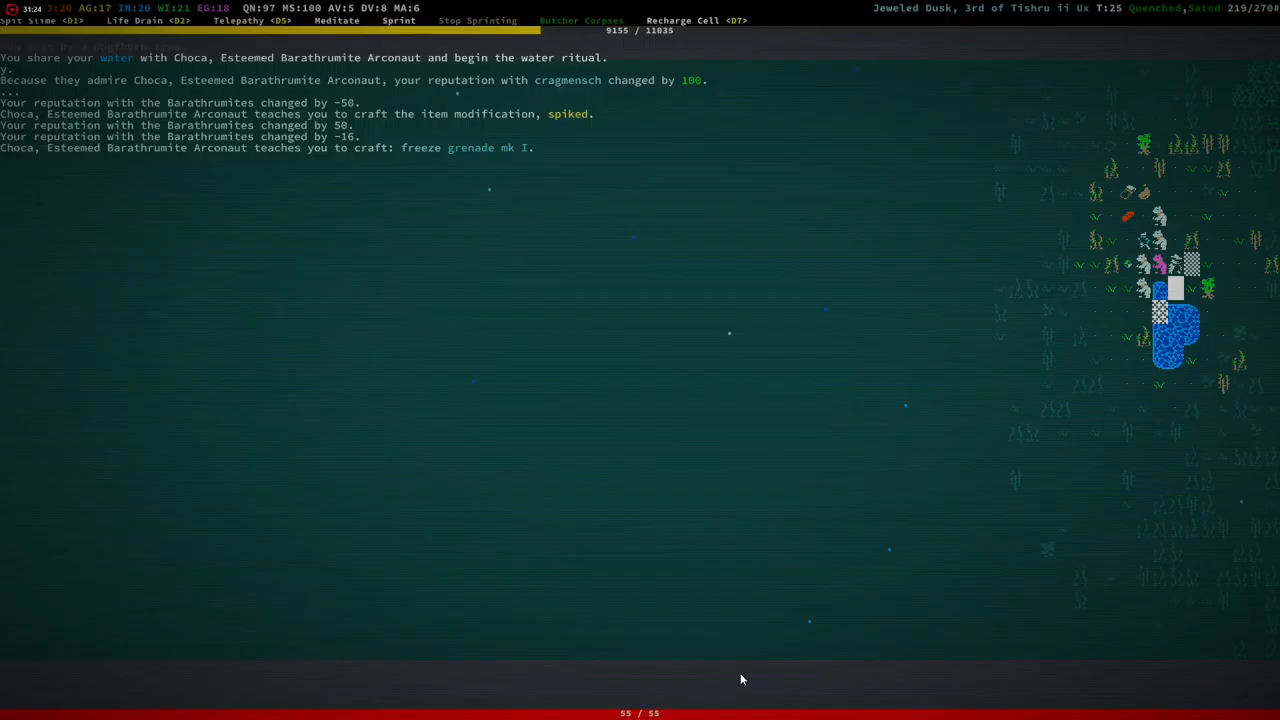 31:24 J:20 AG:17 IN:20 WI:21 EG:18 QN:97 MS:100 AV:5 DV:8 MA:6 Jeweled Dusk, 3rd of Tishru ii Ux T:25 Quenched,Sated 219/270#
Spit Slime <D1> Life Drain <D2> Telepathy <D5> Meditate Sprint Stop Sprinting Butcher Corpses Recharge Cell <D7>
9155 / 11035
You share your water with Choca, Esteemed Barathrumite Arconaut and begin the water ritual.
y.
Because they admire Choca, Esteemed Barathrumite Arconaut, your reputation with cragmensch changed by 100.
...
Your reputation with the Barathrumites changed by -50.
Choca, Esteemed Barathrumite Arconaut teaches you to craft the item modification, spiked.
Your reputation with the Barathrumites changed by 50.
Your reputation with the Barathrumites changed by -16.
Choca, Esteemed Barathrumite Arconaut teaches you to craft: freeze grenade mk I.
55 / 55